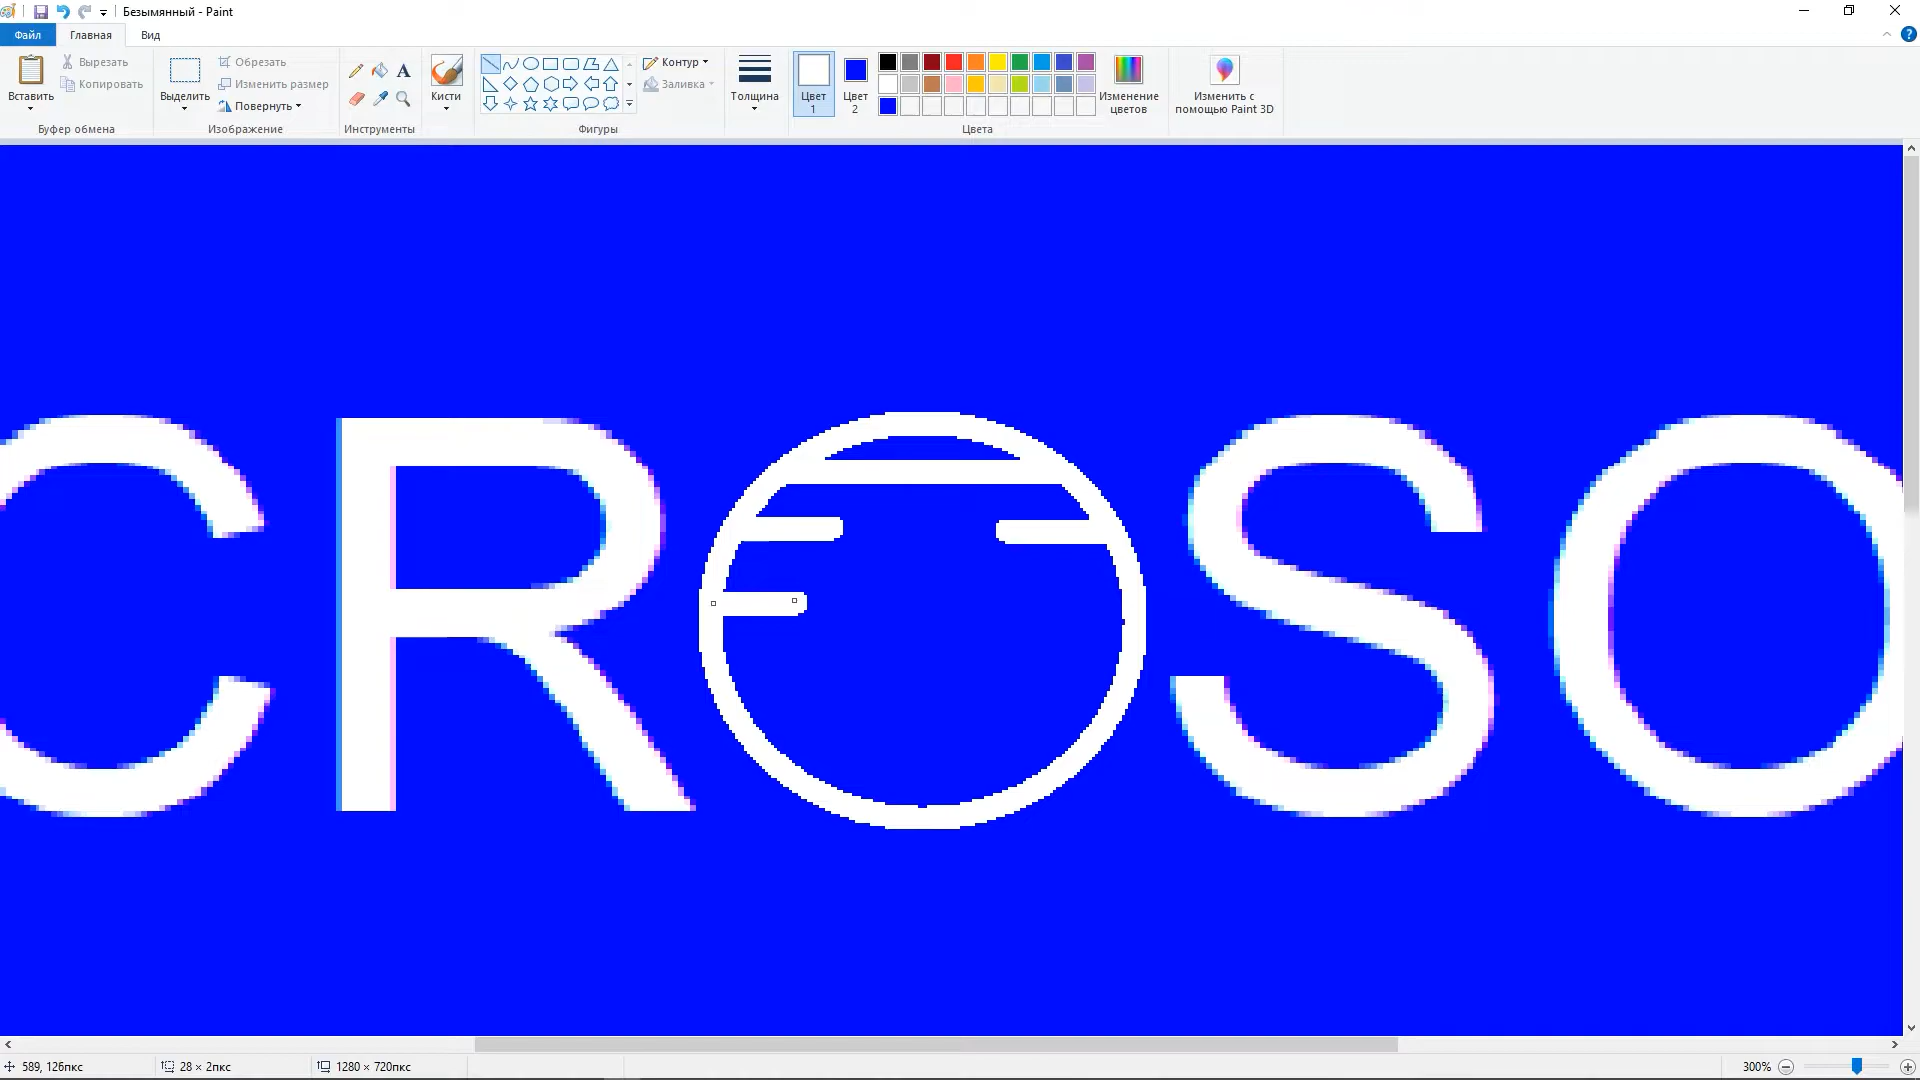 Безымянный - Paint
Файл Главная Вид
Вставить
Вырезать
Копировать
Буфер обмена
Выделить
Обрезать
Изменить размер
Повернуть
Изображение
A
Инструменты
Кисти
Контур
Заливка
Фигуры
Толщина
Цвет 1
Цвет 2
Изменение цветов
Цвета
Изменить с помощью Paint 3D
CROSO
589, 126пкс 28 × 2пкс 1280 × 720пкс 300%